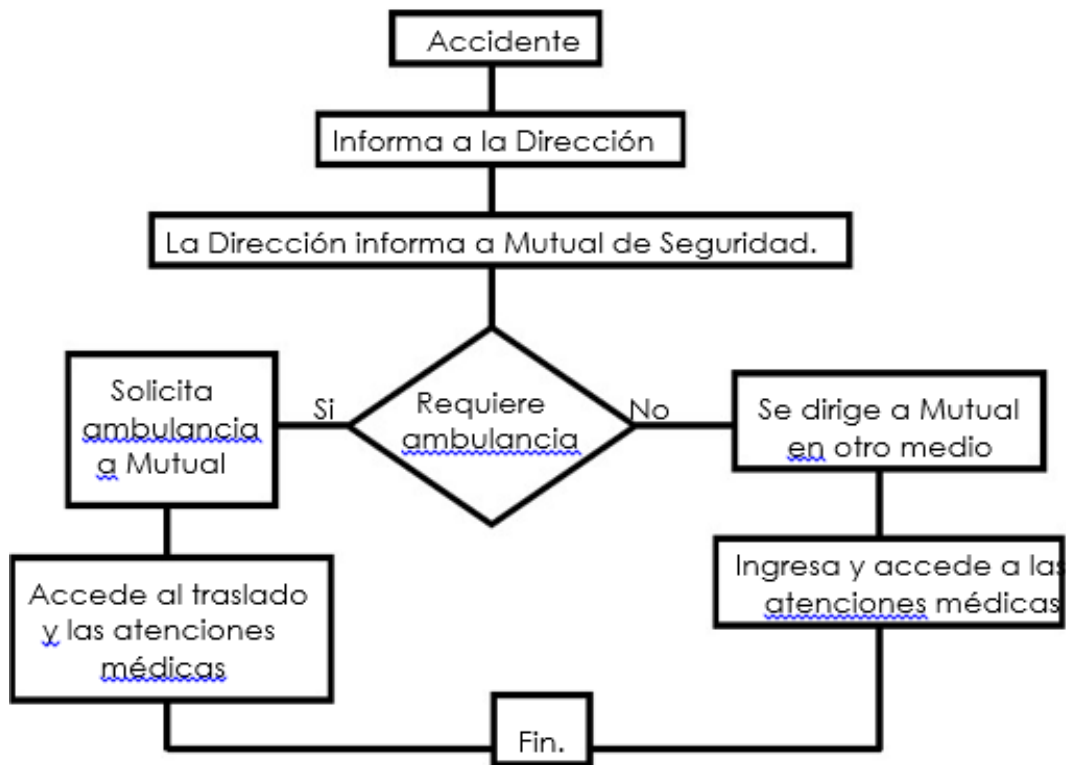 Accidente
Informa a la Dirección
La Dirección informa a Mutual de Seguridad.
Solicita
ambulancia
a Mutual
Si
Requiere
ambulancia
No
Se dirige a Mutual
en otro medio
Accede al traslado
y las atenciones
médicas
Ingresa y accede a las
atenciones médicas
Fin.